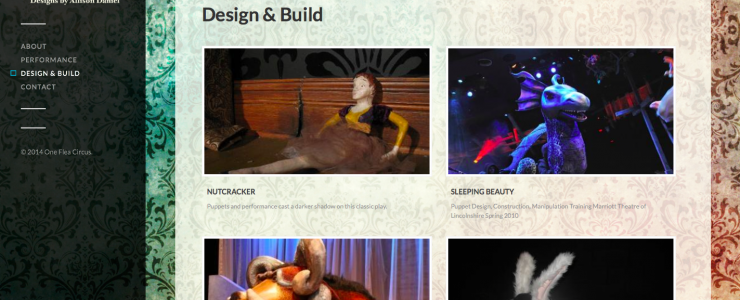 Designs by Allison Daniel
Design & Build
ABOUT
PERFORMANCE
DESIGN & BUILD
CONTACT
© 2014 One Flea Circus.
NUTCRACKER
Puppets and performance cast a darker shadow on this classic play.
SLEEPING BEAUTY
Puppet Design, Construction, Manipulation Training Marriott Theatre of
Lincolnshire Spring 2010